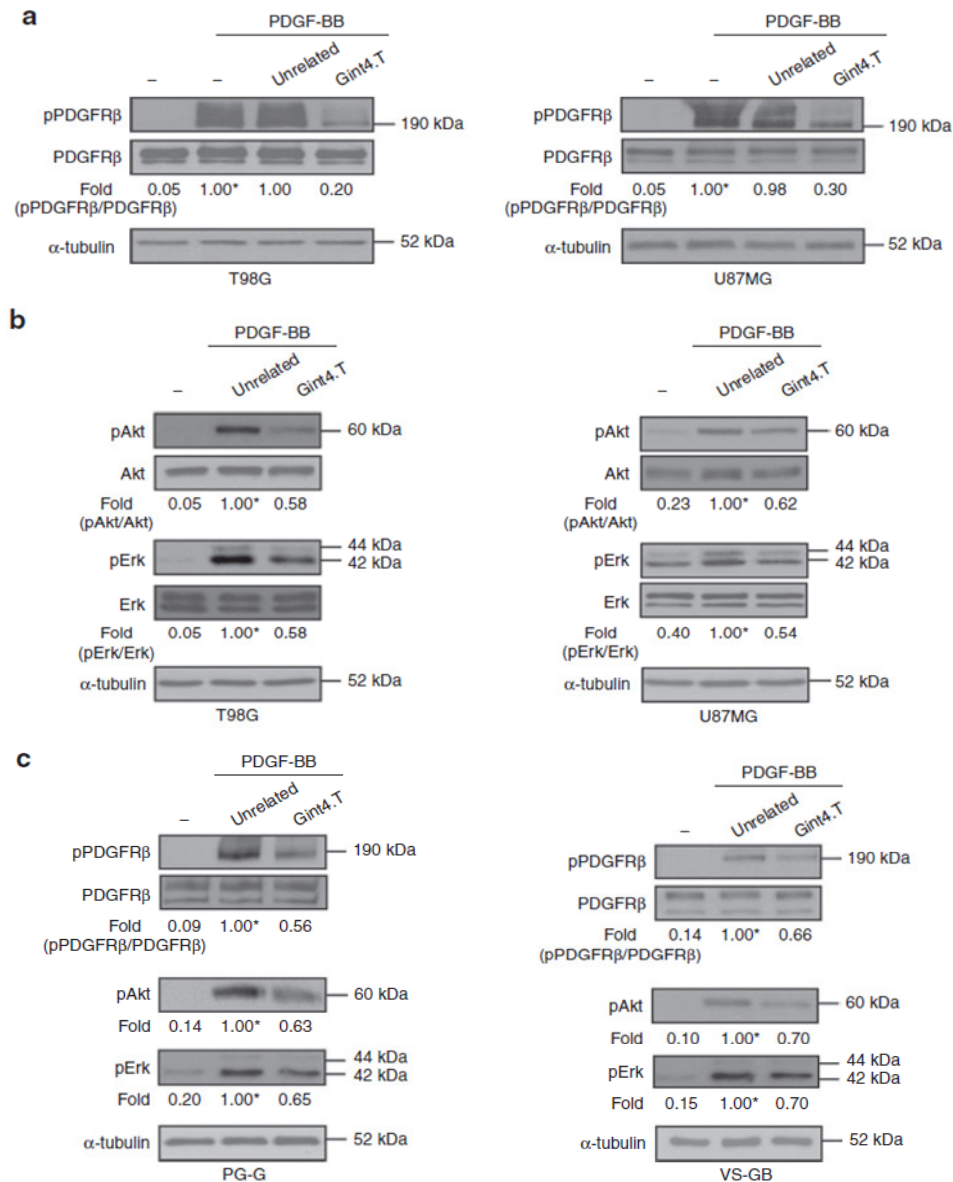 a
PDGF-BB
– – Unrelated Gint4.T
pPDGFRβ 190 kDa
PDGFRβ
Fold 0.05 1.00* 1.00 0.20
(pPDGFRβ/PDGFRβ)
α-tubulin 52 kDa
T98G
PDGF-BB
– – Unrelated Gint4.T
pPDGFRβ 190 kDa
PDGFRβ
Fold 0.05 1.00* 0.98 0.30
(pPDGFRβ/PDGFRβ)
α-tubulin 52 kDa
U87MG
b
PDGF-BB
– Unrelated Gint4.T
pAkt 60 kDa
Akt
Fold 0.05 1.00* 0.58
(pAkt/Akt)
pErk 44 kDa
42 kDa
Erk
Fold 0.05 1.00* 0.58
(pErk/Erk)
α-tubulin 52 kDa
T98G
PDGF-BB
– Unrelated Gint4.T
pAkt 60 kDa
Akt
Fold 0.23 1.00* 0.62
(pAkt/Akt)
pErk 44 kDa
42 kDa
Erk
Fold 0.40 1.00* 0.54
(pErk/Erk)
α-tubulin 52 kDa
U87MG
c
PDGF-BB
– Unrelated Gint4.T
pPDGFRβ 190 kDa
PDGFRβ
Fold 0.09 1.00* 0.56
(pPDGFRβ/PDGFRβ)
pAkt 60 kDa
Fold 0.14 1.00* 0.63
pErk 44 kDa
42 kDa
Fold 0.20 1.00* 0.65
α-tubulin 52 kDa
PG-G
PDGF-BB
– Unrelated Gint4.T
pPDGFRβ 190 kDa
PDGFRβ
Fold 0.14 1.00* 0.66
(pPDGFRβ/PDGFRβ)
pAkt 60 kDa
Fold 0.10 1.00* 0.70
pErk 44 kDa
42 kDa
Fold 0.15 1.00* 0.70
α-tubulin 52 kDa
VS-GB